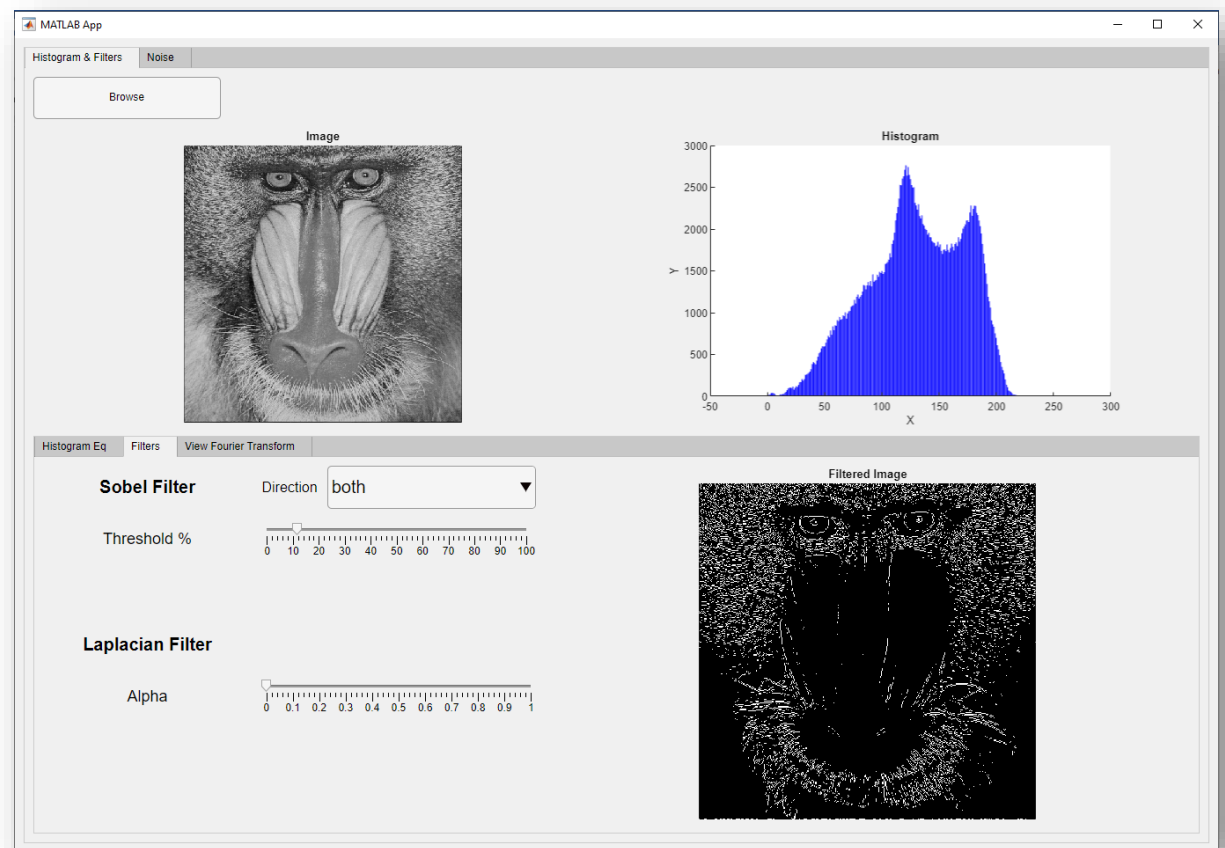 MATLAB App
Histogram & Filters Noise
Browse
Image
Histogram
3000
2500
2000
1500
1000
500
0
Y
-50 0 50 100 150 200 250 300
X
Histogram Eq Filters View Fourier Transform
Sobel Filter Direction both
Threshold %
0 10 20 30 40 50 60 70 80 90 100
Laplacian Filter
Alpha
0 0.1 0.2 0.3 0.4 0.5 0.6 0.7 0.8 0.9 1
Filtered Image